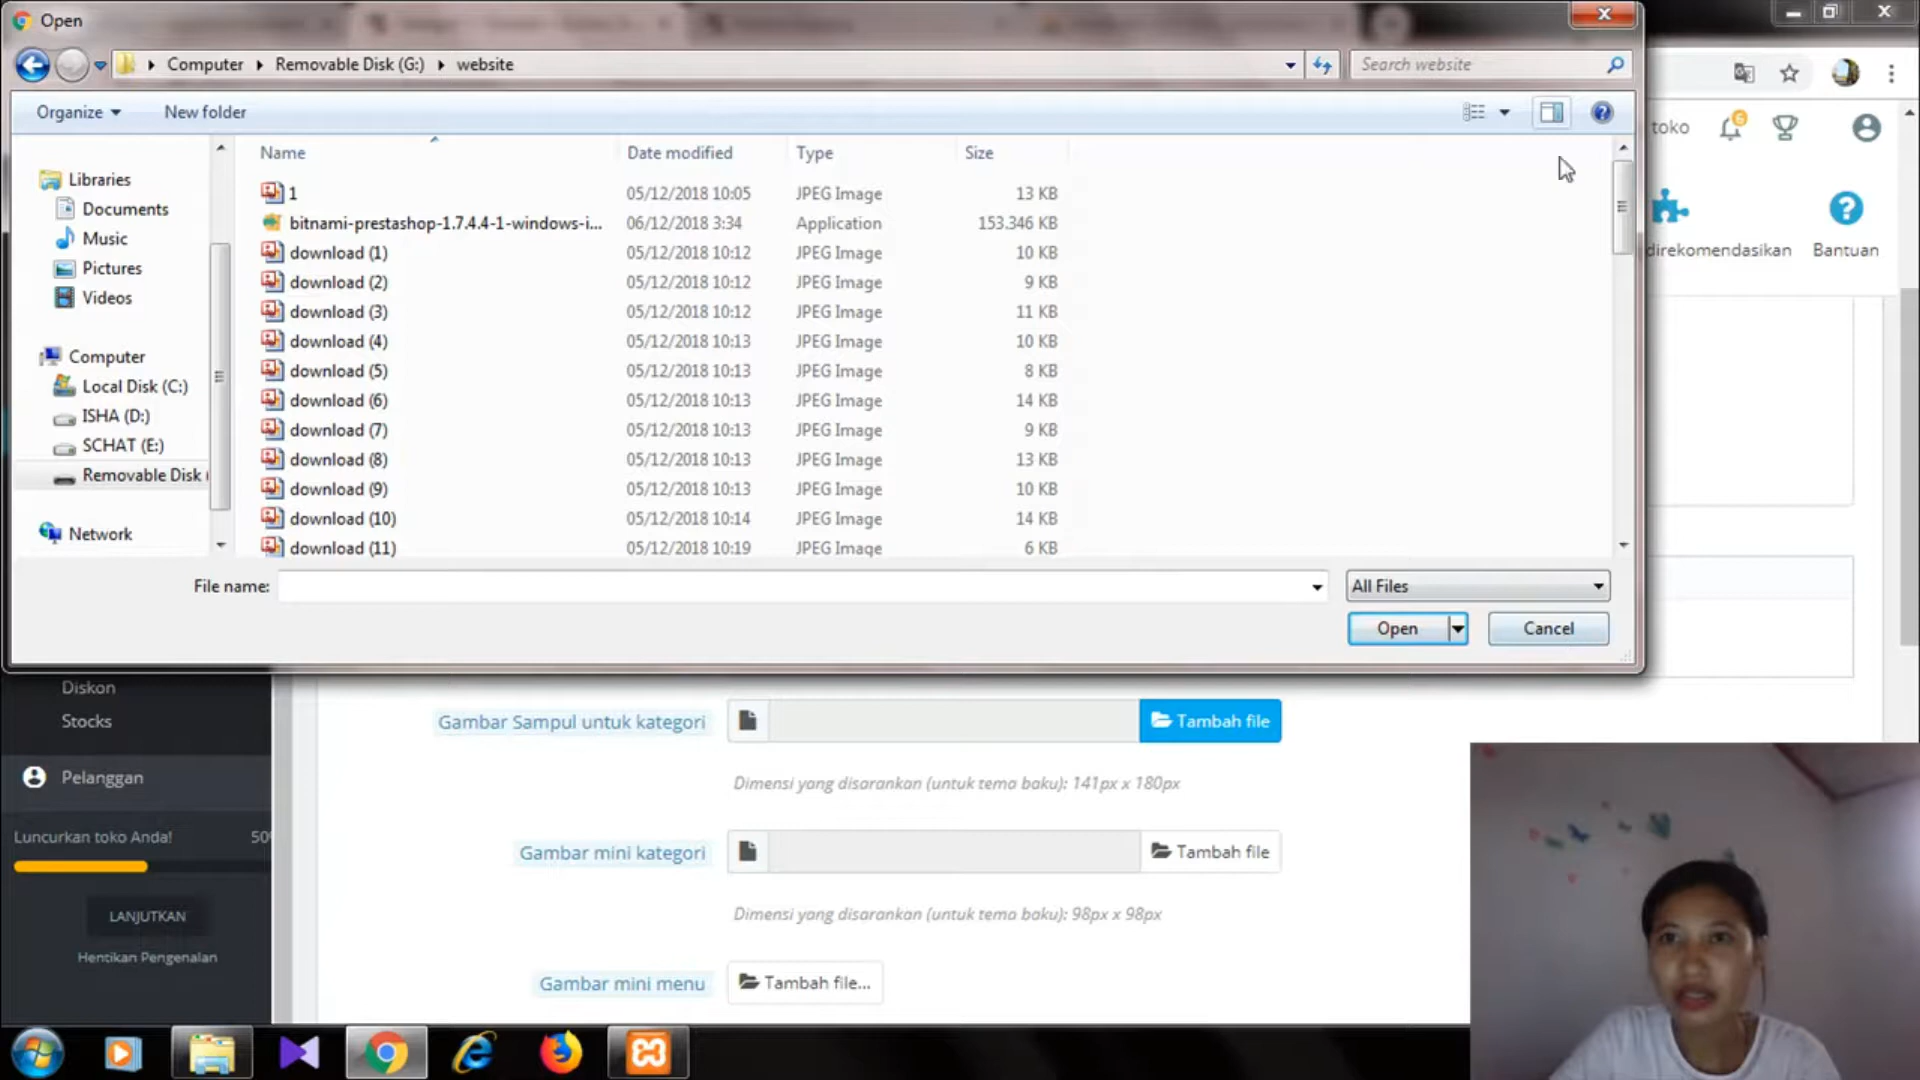 Open
Computer Removable Disk (G:) website
Search website
Organize New folder
toko
6
Name Date modified Type Size
Libraries
Documents
Music
Pictures
Videos
Computer
Local Disk (C:)
ISHA (D:)
SCHAT (E:)
Removable Disk (
Network
1 05/12/2018 10:05 JPEG Image 13 KB
bitnami-prestashop-1.7.4.4-1-windows-i... 06/12/2018 3:34 Application 153.346 KB
download (1) 05/12/2018 10:12 JPEG Image 10 KB
download (2) 05/12/2018 10:12 JPEG Image 9 KB
download (3) 05/12/2018 10:12 JPEG Image 11 KB
download (4) 05/12/2018 10:13 JPEG Image 10 KB
download (5) 05/12/2018 10:13 JPEG Image 8 KB
download (6) 05/12/2018 10:13 JPEG Image 14 KB
download (7) 05/12/2018 10:13 JPEG Image 9 KB
download (8) 05/12/2018 10:13 JPEG Image 13 KB
download (9) 05/12/2018 10:13 JPEG Image 10 KB
download (10) 05/12/2018 10:14 JPEG Image 14 KB
download (11) 05/12/2018 10:19 JPEG Image 6 KB
direkomendasikan Bantuan
File name: All Files
Open Cancel
Diskon
Stocks
Pelanggan
Luncurkan toko Anda! 50
LANJUTKAN
Hentikan Pengenalan
Gambar Sampul untuk kategori Tambah file
Dimensi yang disarankan (untuk tema baku): 141px x 180px
Gambar mini kategori Tambah file
Dimensi yang disarankan (untuk tema baku): 98px x 98px
Gambar mini menu Tambah file...